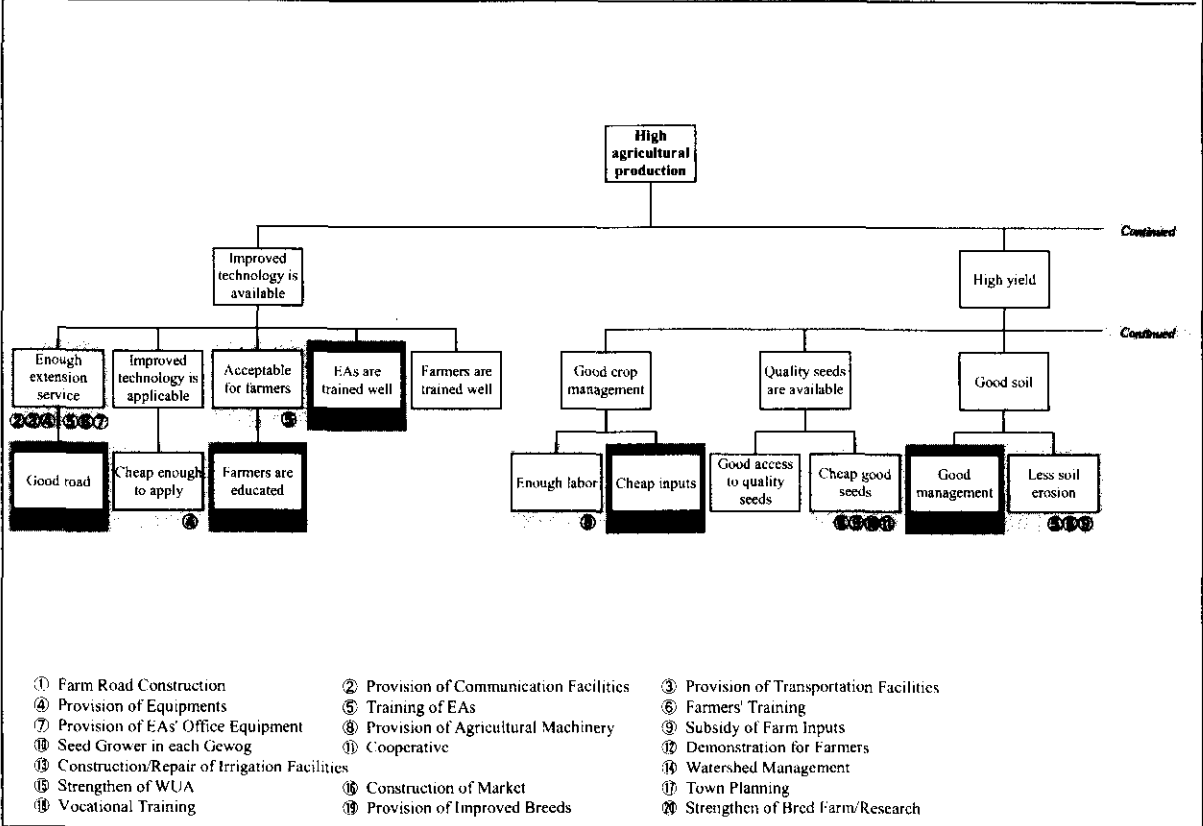 High
agricultural
production
Continued
Improved
technology is
available
High yield
Continued
Enough
extension
service
Improved
technology is
applicable
Acceptable
for farmers
EAs are
trained well
Farmers are
trained well
Good crop
management
Quality seeds
are available
Good soil
②③④ ⑤⑥⑦
⑤
Good road
Cheap enough
to apply
Farmers are
educated
Enough labor
Cheap inputs
Good access
to quality
seeds
Cheap good
seeds
Good
management
Less soil
erosion
④
① Farm Road Construction
② Provision of Communication Facilities
③ Provision of Transportation Facilities
④ Provision of Equipments
⑤ Training of EAs
⑥ Farmers' Training
⑦ Provision of EAs' Office Equipment
⑧ Provision of Agricultural Machinery
⑨ Subsidy of Farm Inputs
⑩ Seed Grower in each Gewog
⑪ Cooperative
⑫ Demonstration for Farmers
⑬ Construction/Repair of Irrigation Facilities
⑭ Watershed Management
⑮ Strengthen of WUA
⑯ Construction of Market
⑰ Town Planning
⑱ Vocational Training
⑲ Provision of Improved Breeds
⑳ Strengthen of Bred Farm/Research